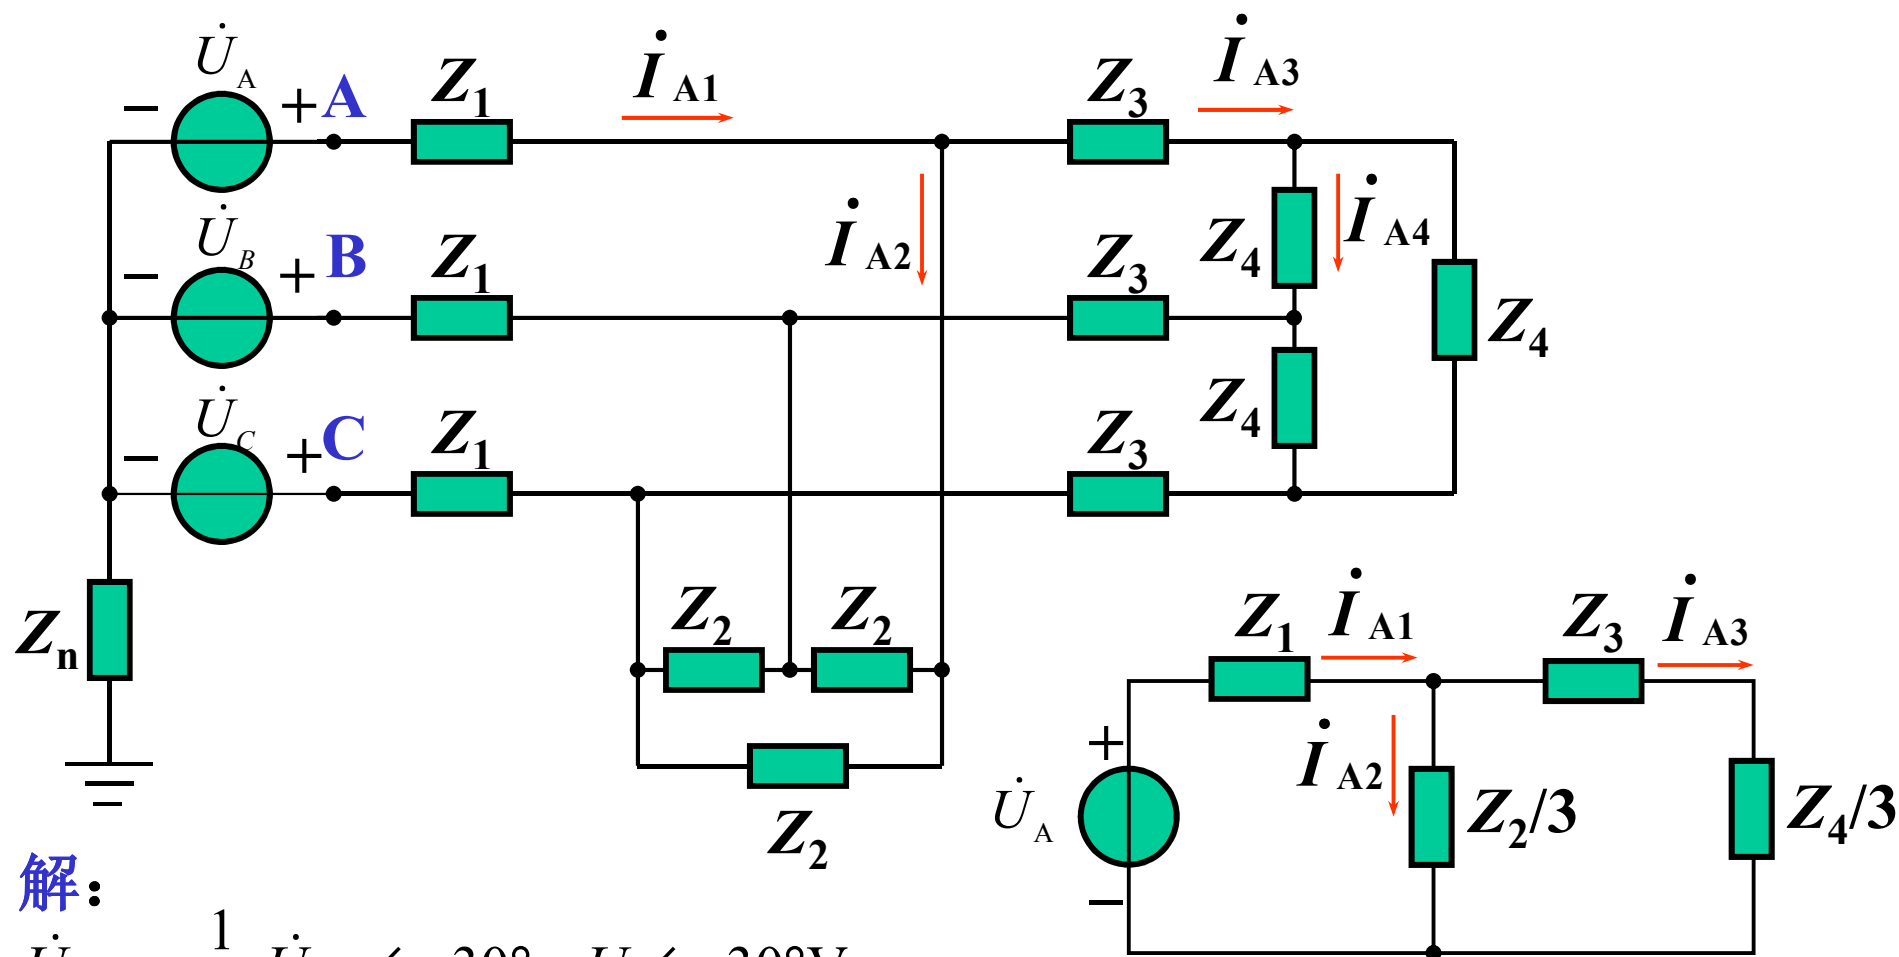 U̇A
− + A
Z1
İA1
Z3
İA3
U̇B
− + B
Z1
İA2
Z3
Z4
İA4
Z4
U̇C
− + C
Z1
Z3
Z4
Zn
Z2 Z2
Z2
Z1
İA1
Z3
İA3
+
U̇A
−
İA2
Z2/3
Z4/3
解: